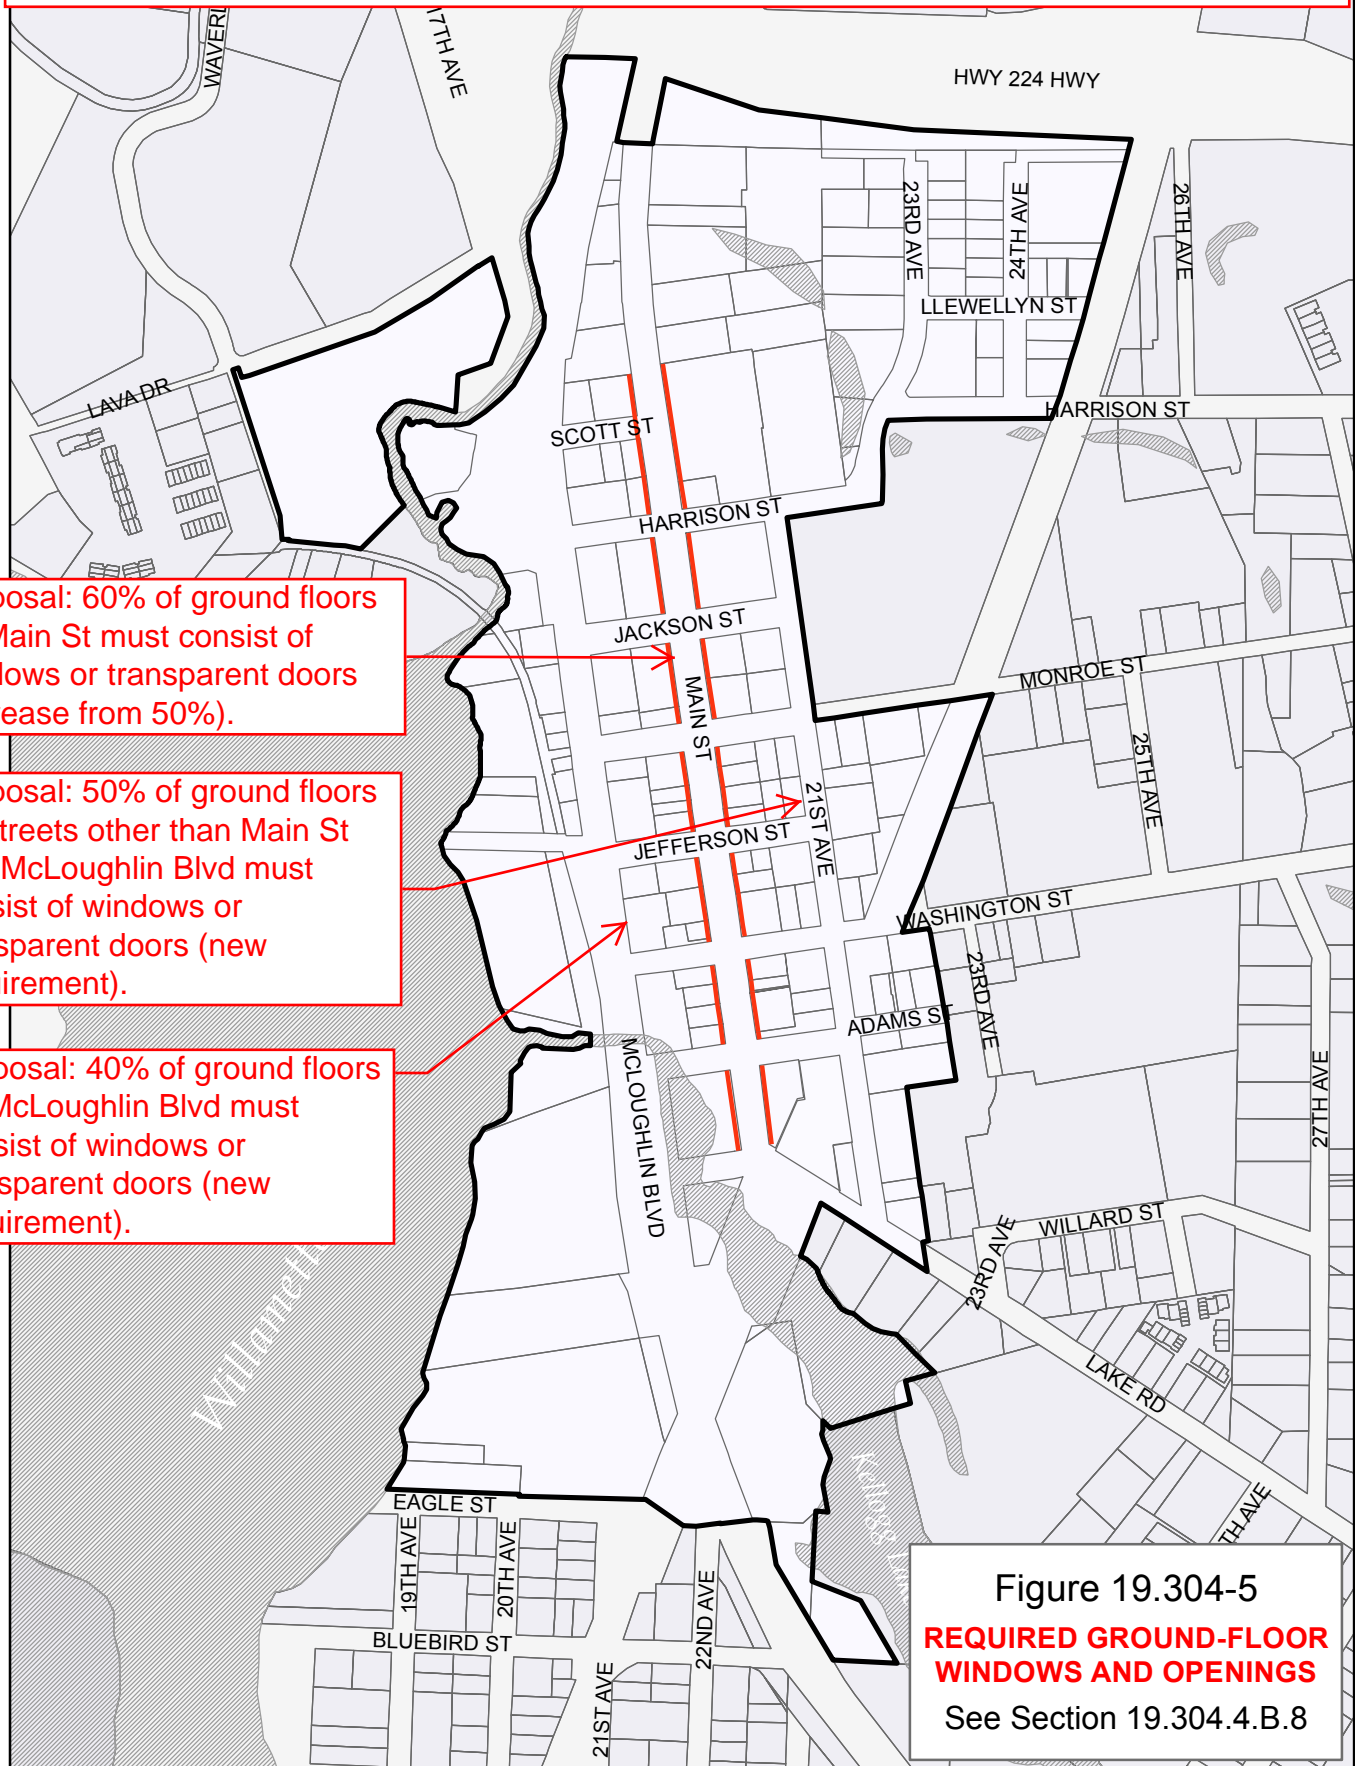 WAVERL
17TH AVE
HWY 224 HWY
23RD AVE
24TH AVE
26TH AVE
LLEWELLYN ST
LAVA DR
SCOTT ST
HARRISON ST
HARRISON ST
osal: 60% of ground floors
Main St must consist of
lows or transparent doors
ease from 50%).
JACKSON ST
MAIN ST
MONROE ST
25TH AVE
osal: 50% of ground floors
treets other than Main St
McLoughlin Blvd must
sist of windows or
sparent doors (new
uirement).
21ST AVE
JEFFERSON ST
WASHINGTON ST
23RD AVE
ADAMS ST
osal: 40% of ground floors
McLoughlin Blvd must
sist of windows or
sparent doors (new
uirement).
MCLOUGHLIN BLVD
27TH AVE
WILLARD ST
23RD AVE
Willamett
LAKE RD
Kellogg Lak
EAGLE ST
19TH AVE
20TH AVE
22ND AVE
TH AVE
BLUEBIRD ST
21ST AVE
Figure 19.304-5
REQUIRED GROUND-FLOOR
WINDOWS AND OPENINGS
See Section 19.304.4.B.8